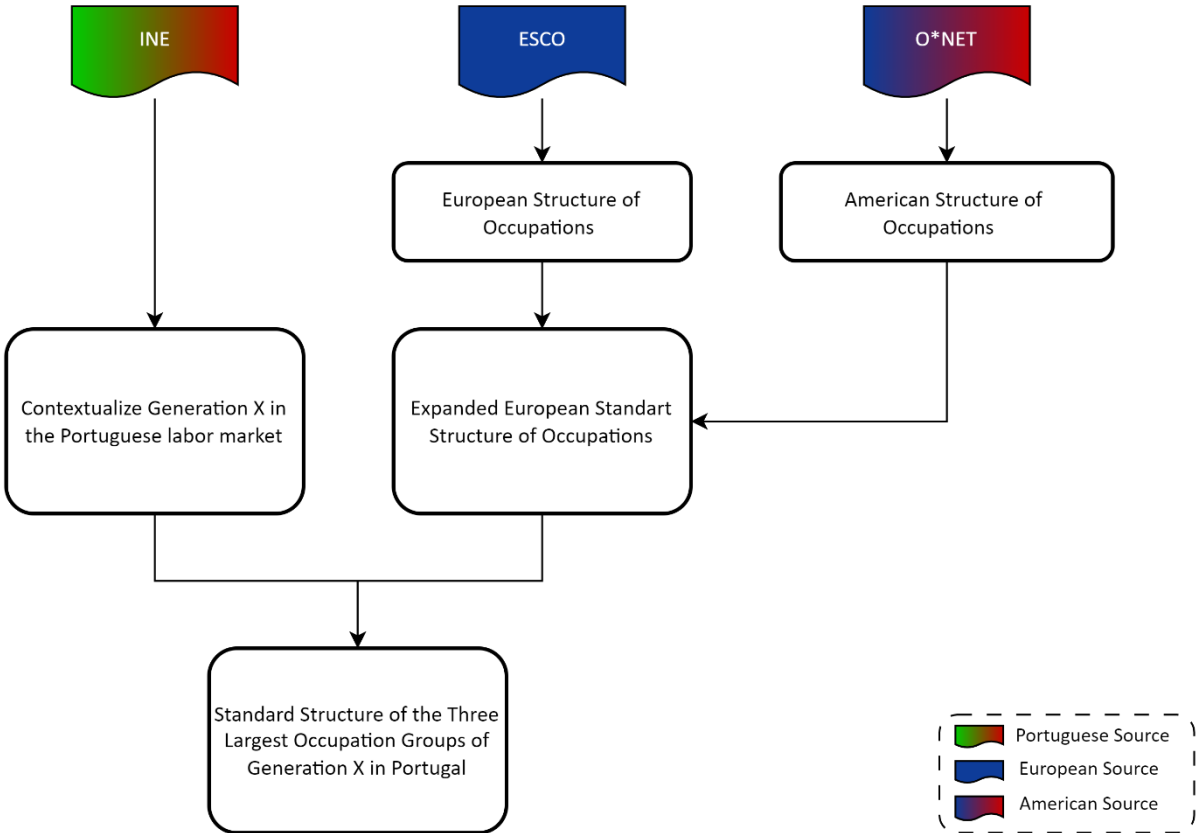 INE
ESCO
O*NET
European Structure of
Occupations
American Structure of
Occupations
Contextualize Generation X in
the Portuguese labor market
Expanded European Standart
Structure of Occupations
Standard Structure of the Three
Largest Occupation Groups of
Generation X in Portugal
Portuguese Source
European Source
American Source